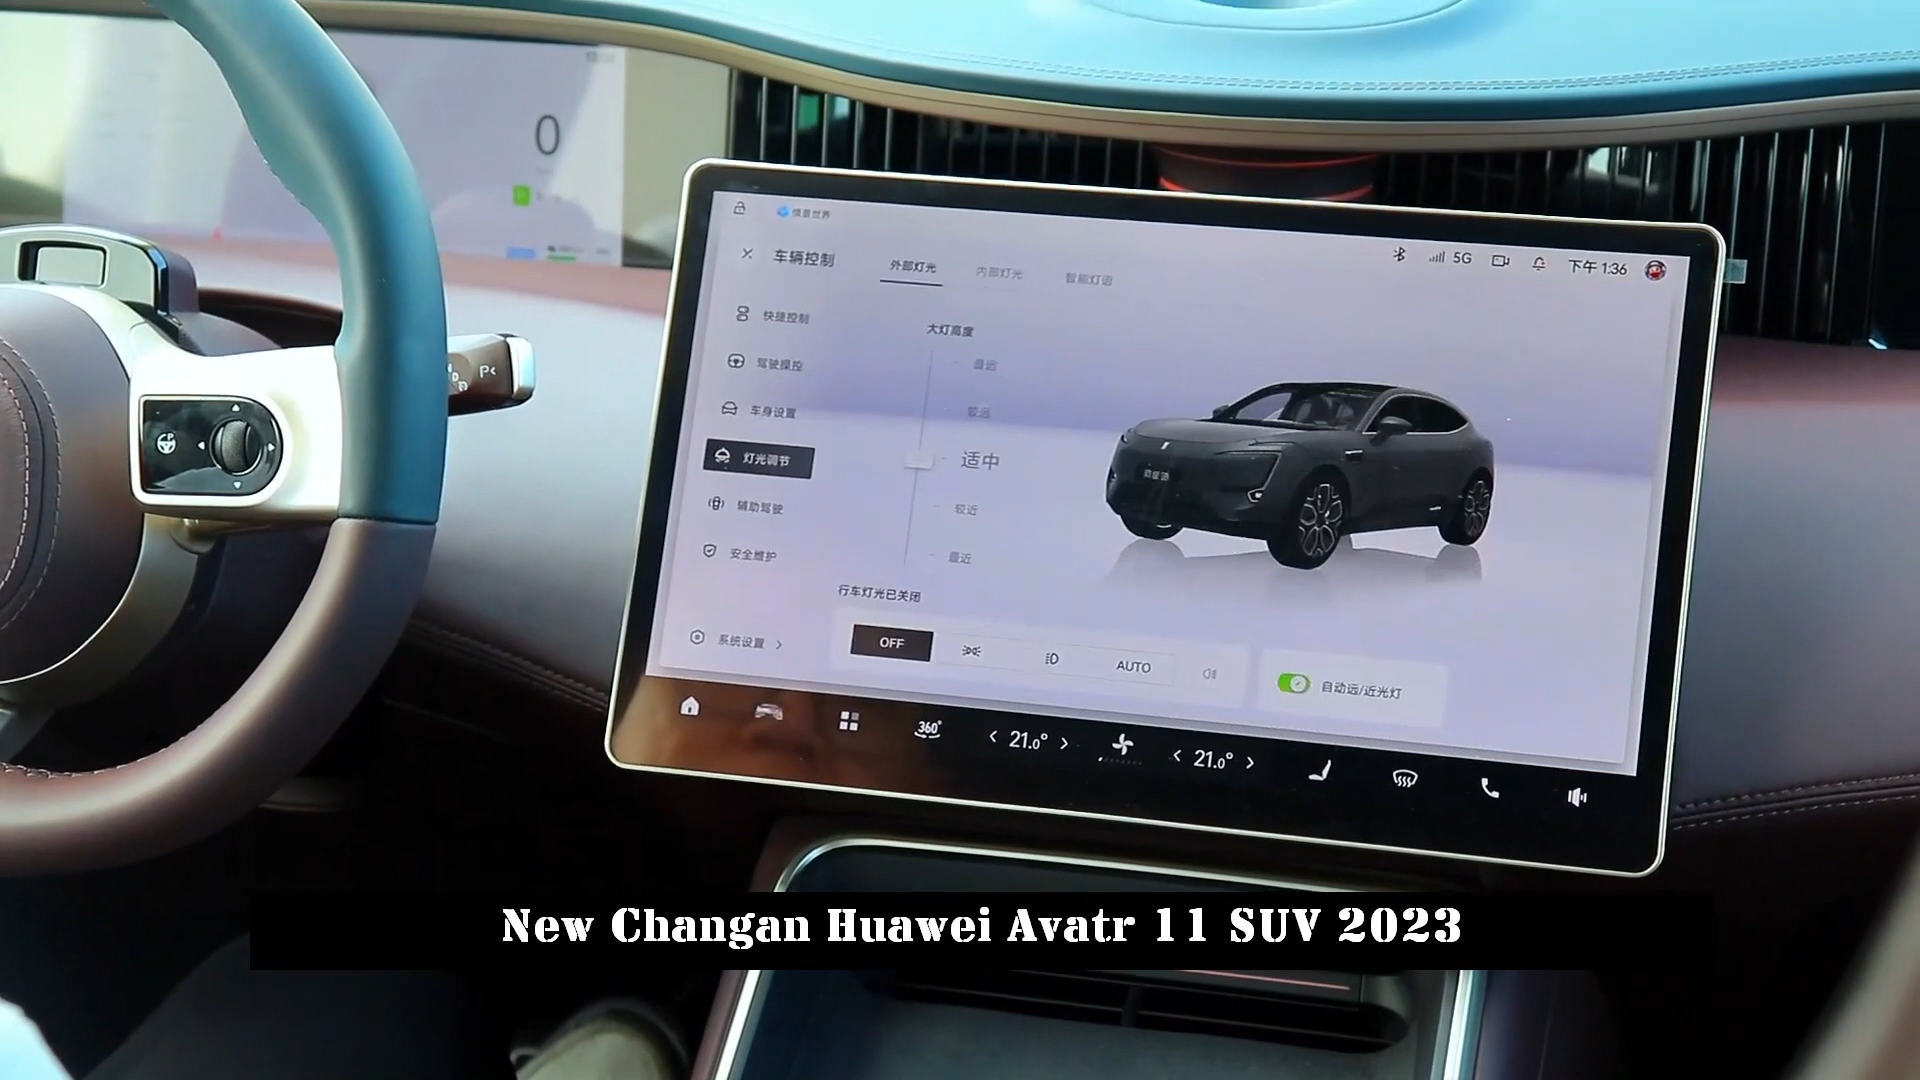 0
情景世界
5G
下午 1:36
车辆控制
外部灯光
内部灯光
智能灯语
快捷控制
驾驶操控
车身设置
灯光调节
辅助驾驶
安全维护
系统设置
大灯高度
最远
较远
适中
较近
最近
行车灯光已关闭
OFF
AUTO
自动远/近光灯
360°
21.0°
21.0°
P
New Changan Huawei Avatr 11 SUV 2023